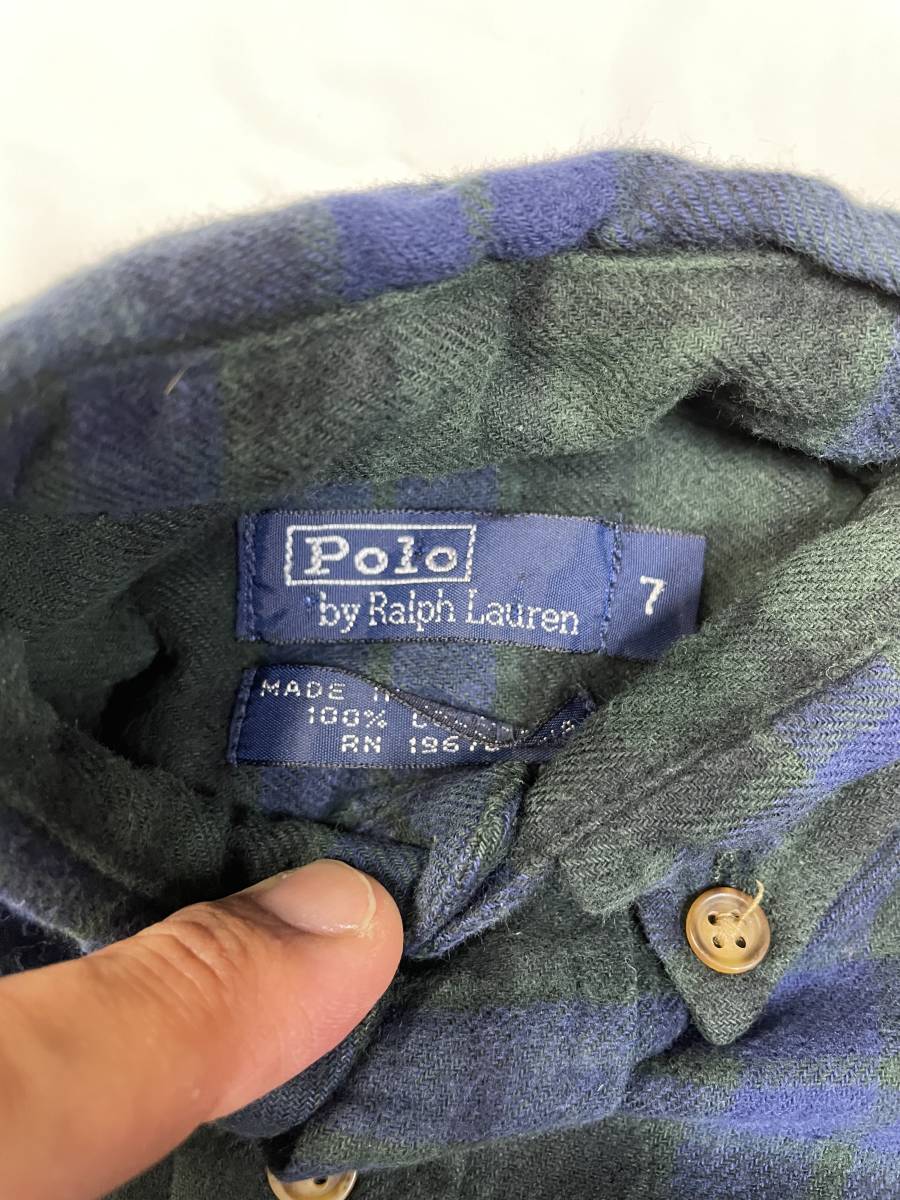 Polo
by Ralph Lauren
7
MADE
100%
RN